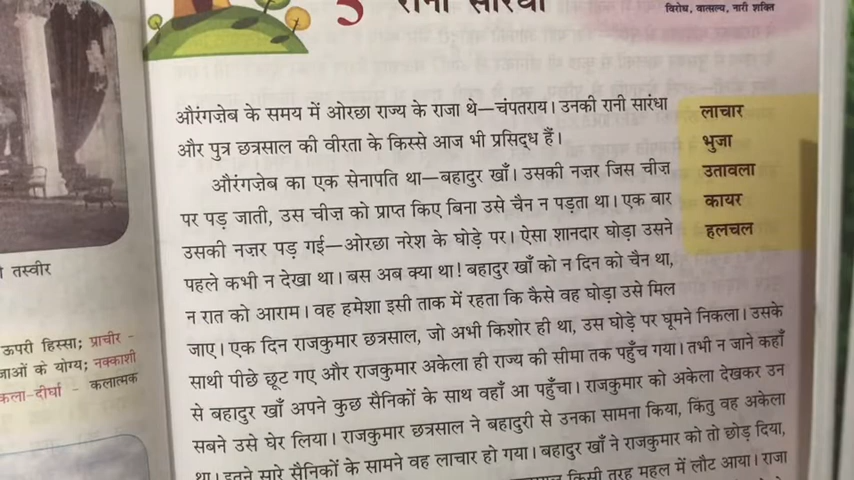 5 रानी सारंधा
विरोध, वात्सल्य, नारी शक्ति
औरंगज़ेब के समय में ओरछा राज्य के राजा थे—चंपतराय। उनकी रानी सारंधा
और पुत्र छत्रसाल की वीरता के किस्से आज भी प्रसिद्ध हैं।
औरंगज़ेब का एक सेनापति था—बहादुर खाँ। उसकी नज़र जिस चीज़
पर पड़ जाती, उस चीज़ को प्राप्त किए बिना उसे चैन न पड़ता था। एक बार
उसकी नज़र पड़ गई—ओरछा नरेश के घोड़े पर। ऐसा शानदार घोड़ा उसने
पहले कभी न देखा था। बस अब क्या था! बहादुर खाँ को न दिन को चैन था,
न रात को आराम। वह हमेशा इसी ताक में रहता कि कैसे वह घोड़ा उसे मिल
जाए। एक दिन राजकुमार छत्रसाल, जो अभी किशोर ही था, उस घोड़े पर घूमने निकला। उसके
साथी पीछे छूट गए और राजकुमार अकेला ही राज्य की सीमा तक पहुँच गया। तभी न जाने कहाँ
से बहादुर खाँ अपने कुछ सैनिकों के साथ वहाँ आ पहुँचा। राजकुमार को अकेला देखकर उन
सबने उसे घेर लिया। राजकुमार छत्रसाल ने बहादुरी से उनका सामना किया, किंतु वह अकेला
था। इतने सारे सैनिकों के सामने वह लाचार हो गया। बहादुर खाँ ने राजकुमार को तो छोड़ दिया,
किसी तरह महल में लौट आया। राजा
लाचार
भुजा
उतावला
कायर
हलचल
तस्वीर
ऊपरी हिस्सा; प्राचीर -
के योग्य; नक्काशी
कला-दीर्घा - कलात्मक